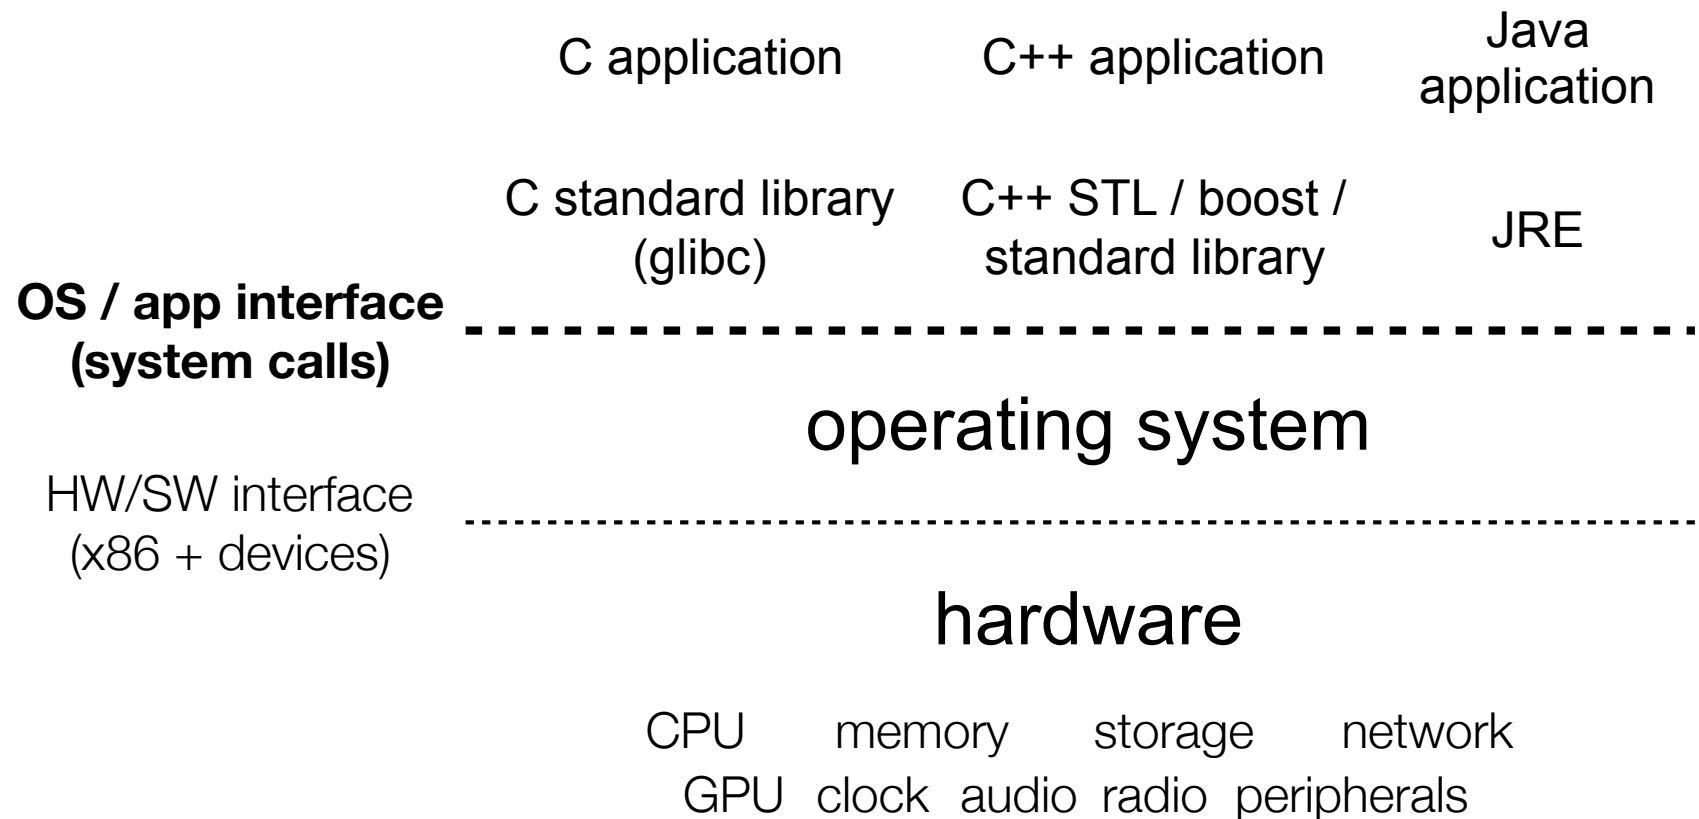 C application
C++ application
Java
application
C standard library
(glibc)
C++ STL / boost /
standard library
JRE
OS / app interface
(system calls)
operating system
HW/SW interface
(x86 + devices)
hardware
CPU memory storage network
GPU clock audio radio peripherals